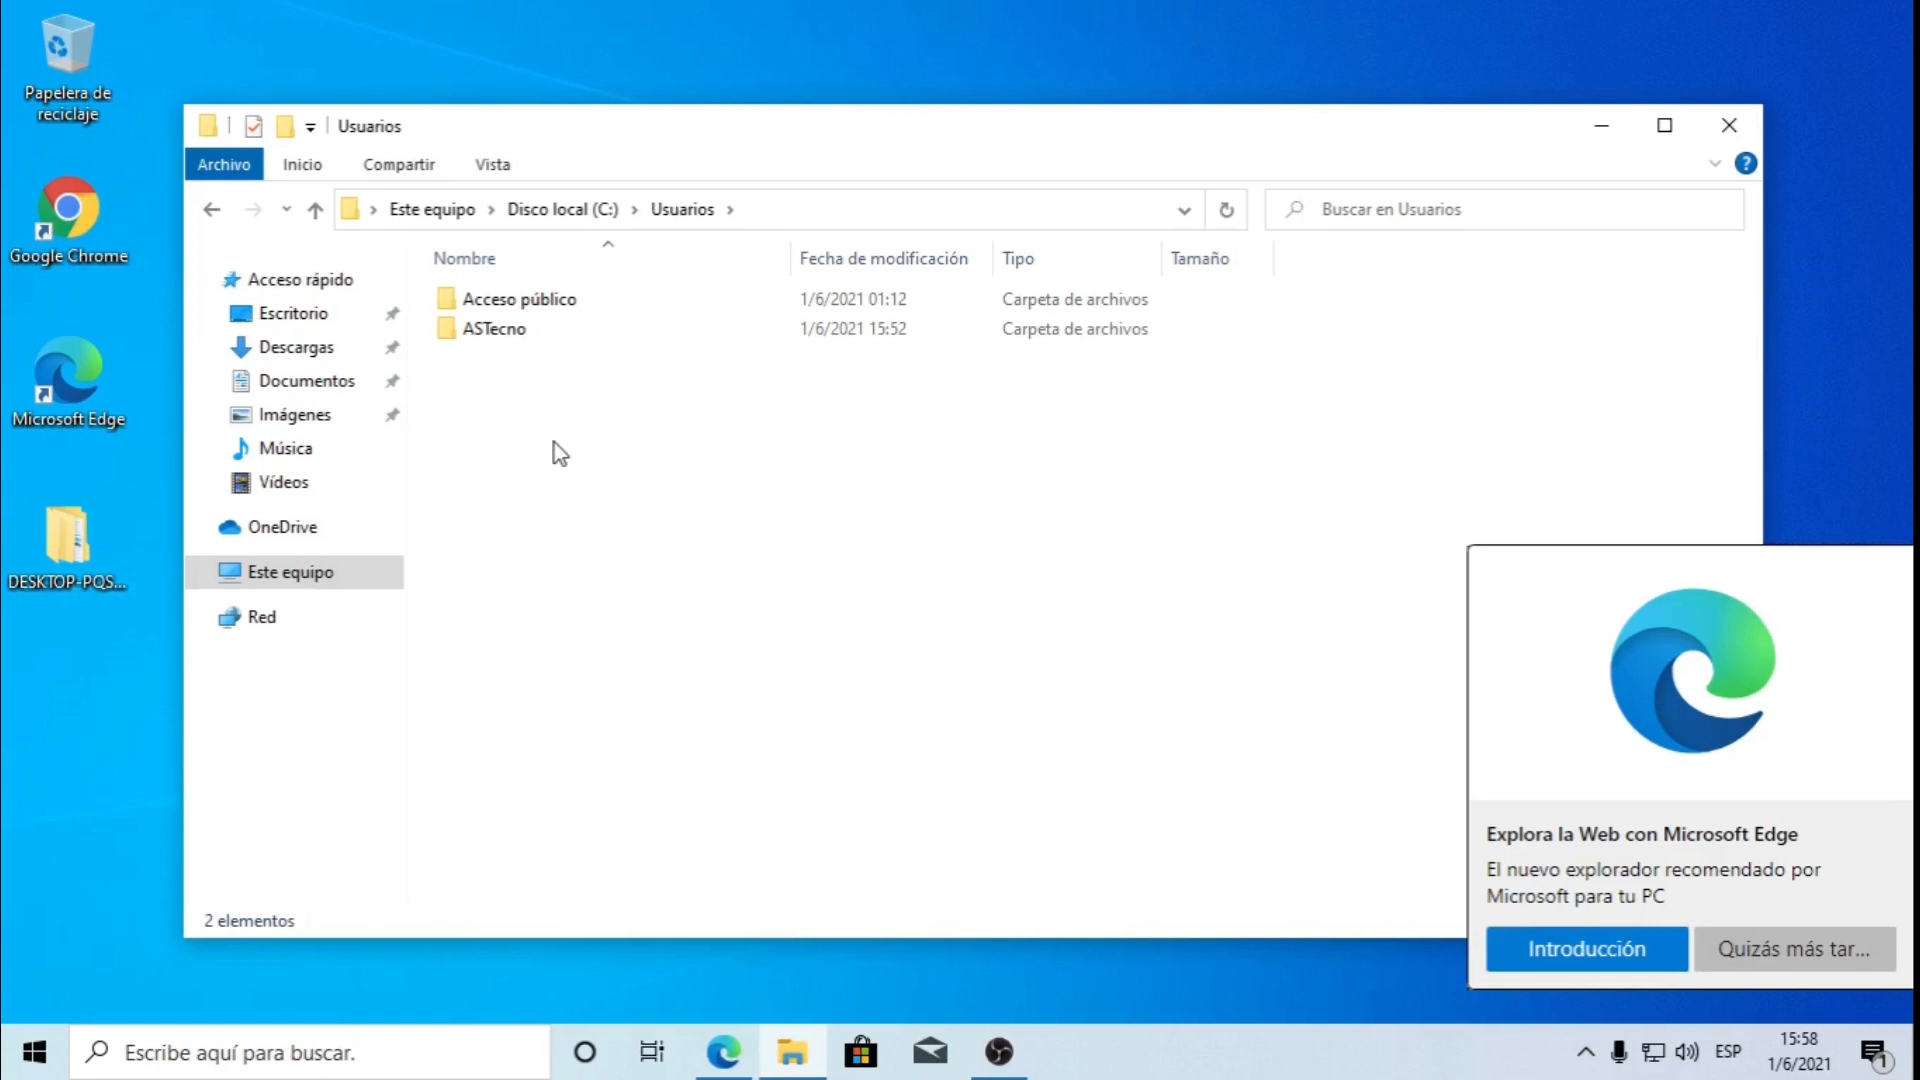 Papelera de
reciclaje
Google Chrome
Microsoft Edge
DESKTOP-PQS...
Usuarios
Archivo Inicio Compartir Vista
Este equipo Disco local (C:) Usuarios
Buscar en Usuarios
Nombre Fecha de modificación Tipo Tamaño
Acceso público 1/6/2021 01:12 Carpeta de archivos
ASTecno 1/6/2021 15:52 Carpeta de archivos
Acceso rápido
Escritorio
Descargas
Documentos
Imágenes
Música
Vídeos
OneDrive
Este equipo
Red
2 elementos
Explora la Web con Microsoft Edge
El nuevo explorador recomendado por
Microsoft para tu PC
Introducción Quizás más tar...
Escribe aquí para buscar.
ESP
15:58
1/6/2021
1